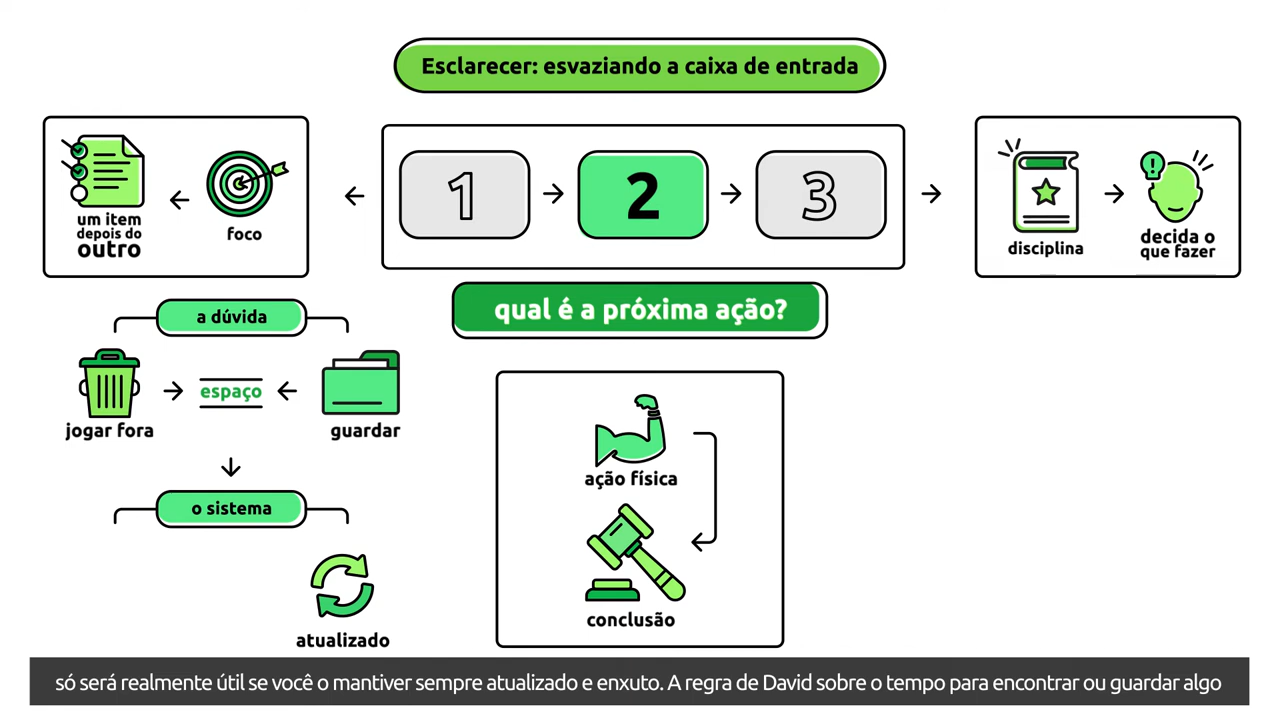 Esclarecer: esvaziando a caixa de entrada
um item
depois do
outro
foco
1
2
3
disciplina
decida o
que fazer
qual é a próxima ação?
a dúvida
jogar fora
espaço
guardar
o sistema
atualizado
ação física
conclusão
só será realmente útil se você o mantiver sempre atualizado e enxuto. A regra de David sobre o tempo para encontrar ou guardar algo